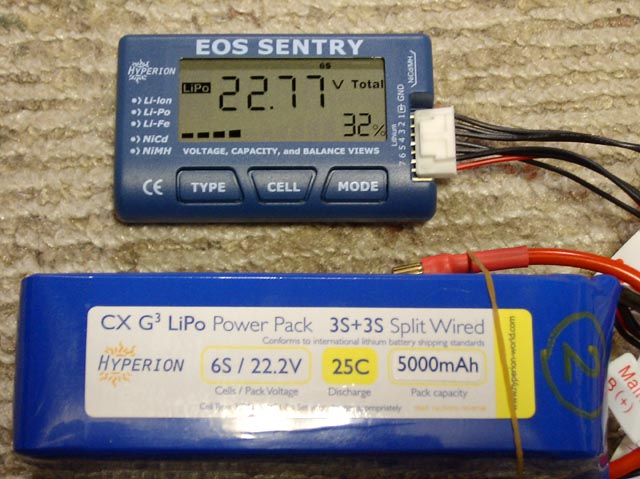 EOS SENTRY
HYPERION
6S
LiPo 22.77 V Total
32%
•) Li-Ion
•) Li-Po
•) Li-Fe
•) NiCd
•) NiMH
VOLTAGE, CAPACITY, and BALANCE VIEWS
CE TYPE CELL MODE
NiCd/MH
Lithium
7 6 5 4 3 2 1 GND
CX G³ LiPo Power Pack 3S+3S Split Wired
Conforms to international lithium battery shipping standards
HYPERION
6S / 22.2V 25C 5000mAh
Cells / Pack Voltage Discharge Pack capacity
www.hyperion-world.com
2
Main
B (+)